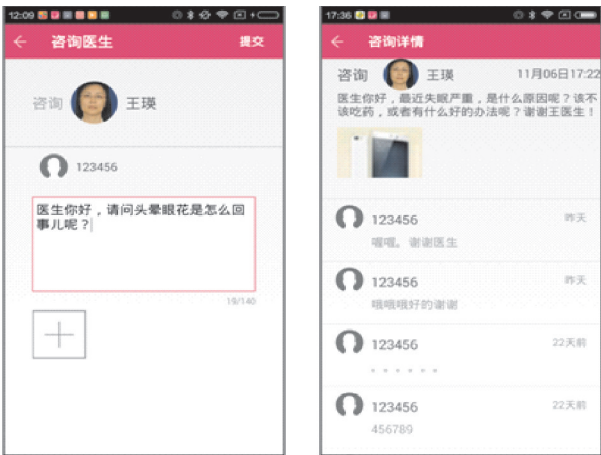 12:09
咨询医生
提交
咨询 王瑛
123456
医生你好，请问头晕眼花是怎么回
事儿呢？
19/140
17:36
咨询详情
咨询 王瑛 11月06日17:22
医生你好，最近失眠严重，是什么原因呢？该不
该吃药，或者有什么好的办法呢？谢谢王医生！
123456 昨天
喔喔。谢谢医生
123456 昨天
哦哦哦好的谢谢
123456 22天前
。。。。。。
123456 22天前
456789